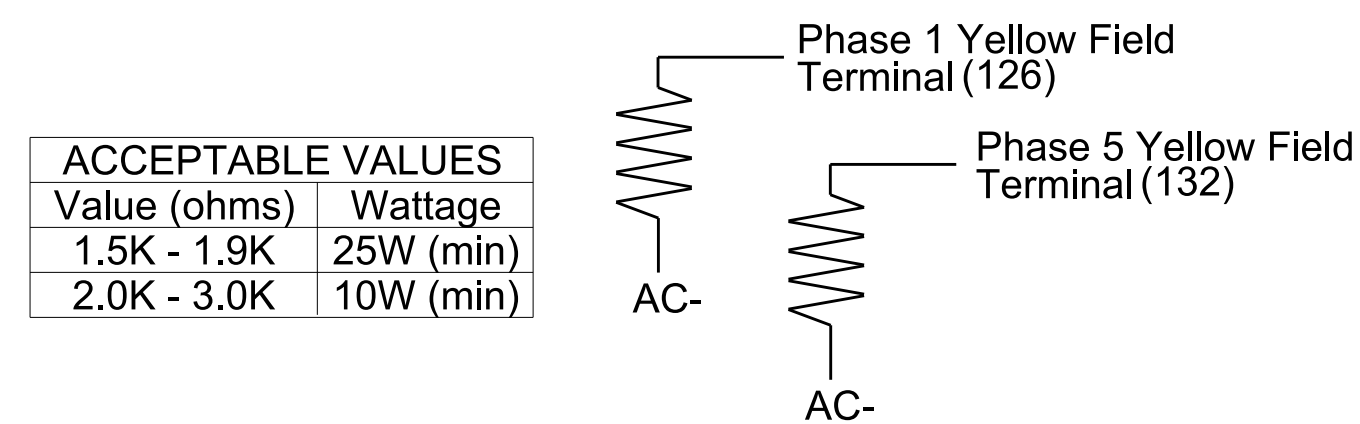 ACCEPTABLE VALUES
Value (ohms) Wattage
1.5K - 1.9K 25W (min)
2.0K - 3.0K 10W (min)
Phase 1 Yellow Field
Terminal (126)
AC-
Phase 5 Yellow Field
Terminal (132)
AC-